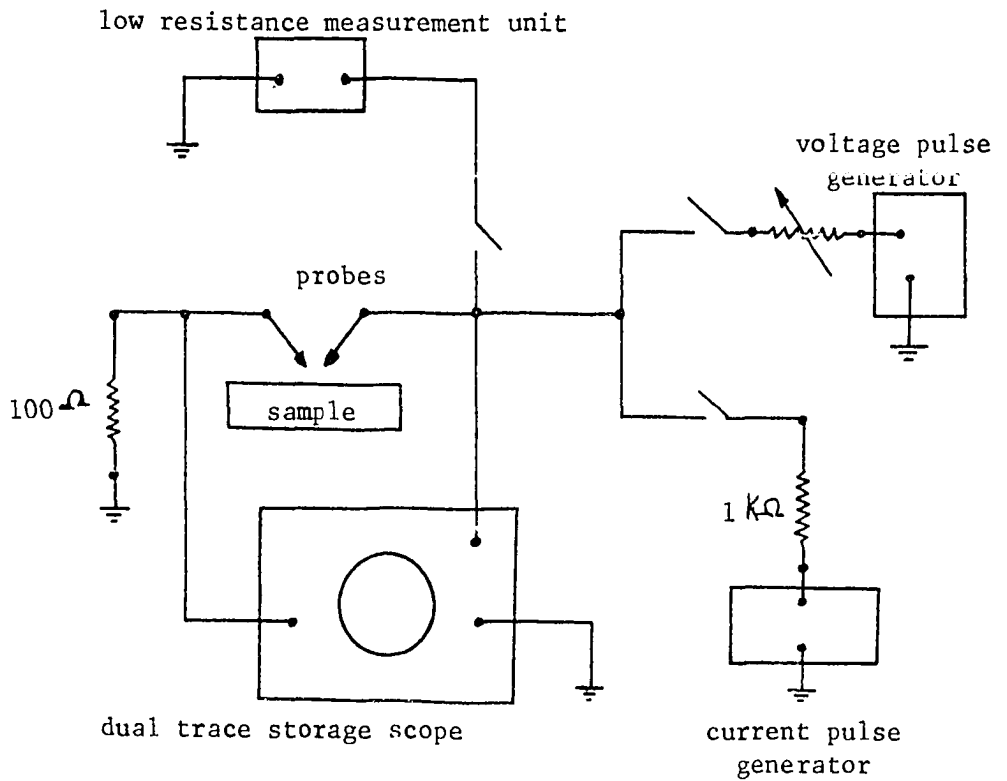 low resistance measurement unit
voltage pulse
generator
probes
100 Ω
sample
1 KΩ
dual trace storage scope
current pulse
generator